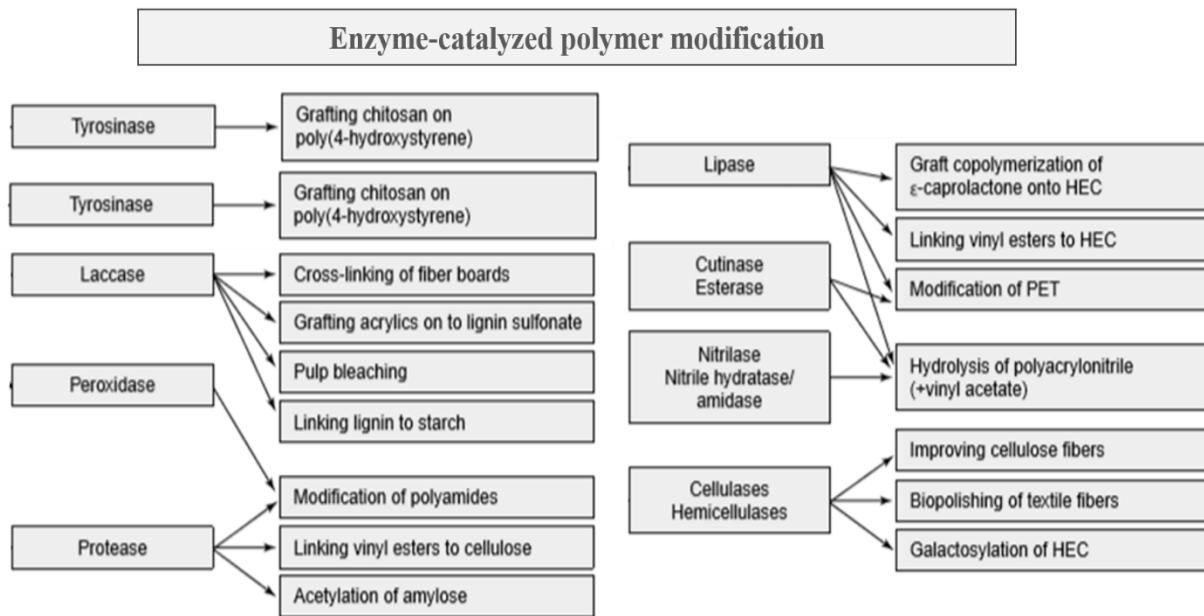 Enzyme-catalyzed polymer modification
Tyrosinase
Grafting chitosan on
poly(4-hydroxystyrene)
Tyrosinase
Grafting chitosan on
poly(4-hydroxystyrene)
Laccase
Cross-linking of fiber boards
Grafting acrylics on to lignin sulfonate
Pulp bleaching
Peroxidase
Linking lignin to starch
Modification of polyamides
Protease
Linking vinyl esters to cellulose
Acetylation of amylose
Lipase
Graft copolymerization of
ε-caprolactone onto HEC
Linking vinyl esters to HEC
Cutinase
Esterase
Modification of PET
Nitrilase
Nitrile hydratase/
amidase
Hydrolysis of polyacrylonitrile
(+vinyl acetate)
Cellulases
Hemicellulases
Improving cellulose fibers
Biopolishing of textile fibers
Galactosylation of HEC